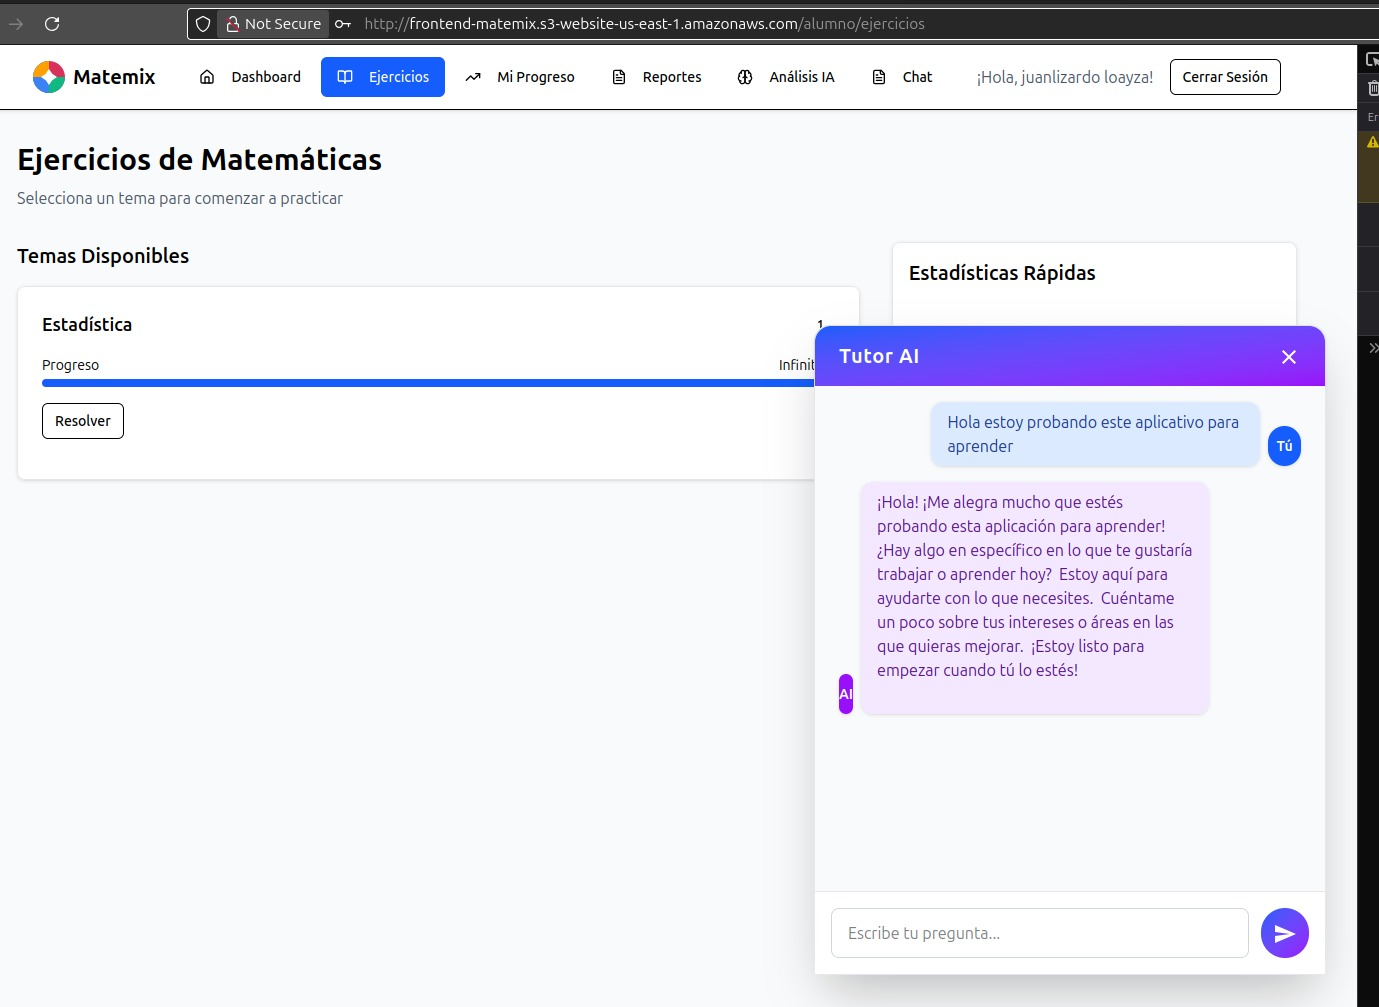 Not Secure
http://frontend-matemix.s3-website-us-east-1.amazonaws.com/alumno/ejercicios
Matemix
Dashboard
Ejercicios
Mi Progreso
Reportes
Análisis IA
Chat
¡Hola, juanlizardo loayza!
Cerrar Sesión
Er
Ejercicios de Matemáticas
Selecciona un tema para comenzar a practicar
Temas Disponibles
Estadísticas Rápidas
Estadística
1
Progreso
Infinit
Resolver
Tutor AI
Hola estoy probando este aplicativo para
aprender
Tú
¡Hola! ¡Me alegra mucho que estés
probando esta aplicación para aprender!
¿Hay algo en específico en lo que te gustaría
trabajar o aprender hoy?  Estoy aquí para
ayudarte con lo que necesites.  Cuéntame
un poco sobre tus intereses o áreas en las
que quieras mejorar.  ¡Estoy listo para
empezar cuando tú lo estés!
AI
Escribe tu pregunta...